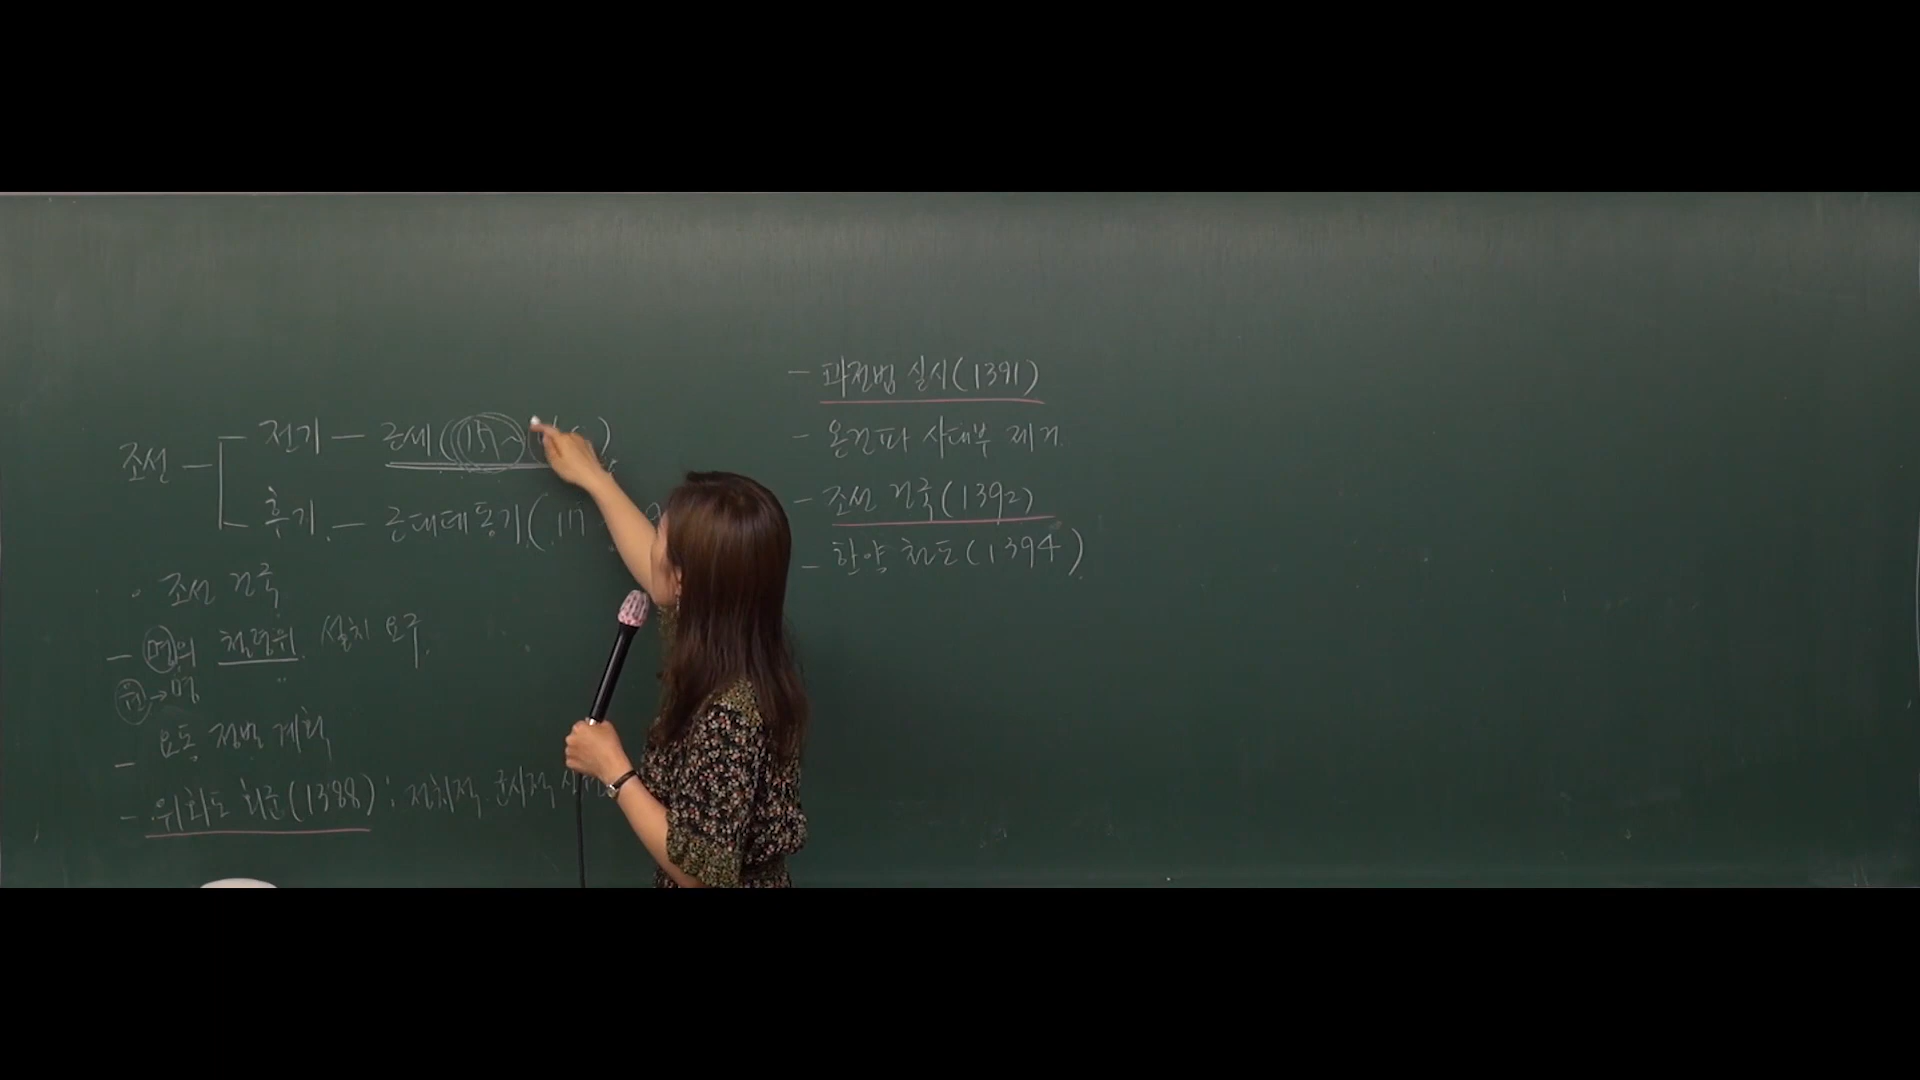 조선 - 전기 - 근세(15C~
후기 - 근대태동기(17
· 조선 건국
- 명의 철령위 설치 요구.
원→명
- 요동 정벌 계획
- 위화도 회군(1388) : 정치적 군사적
- 과전법 실시(1391)
- 온건파 사대부 제거.
- 조선 건국(1392)
- 한양 천도(1394)